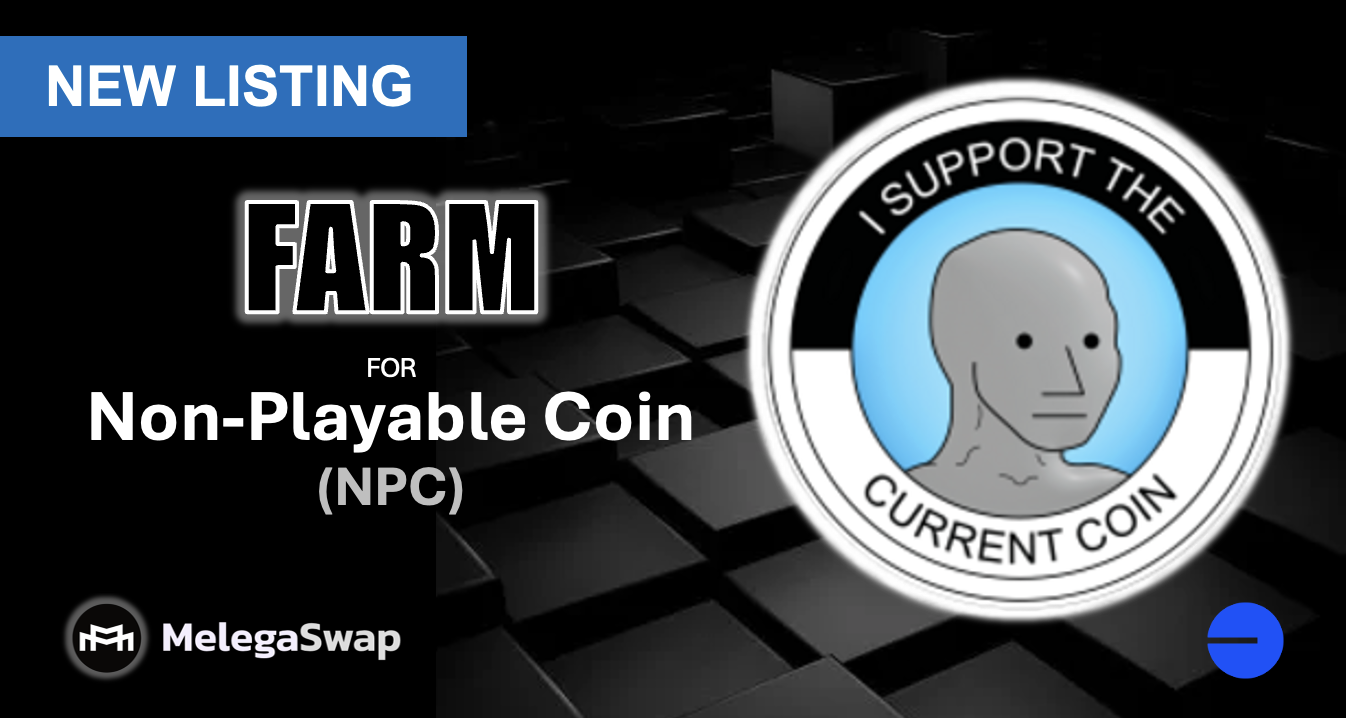 NEW LISTING
FARM
FOR
Non-Playable Coin
(NPC)
MelegaSwap
I SUPPORT THE
CURRENT COIN